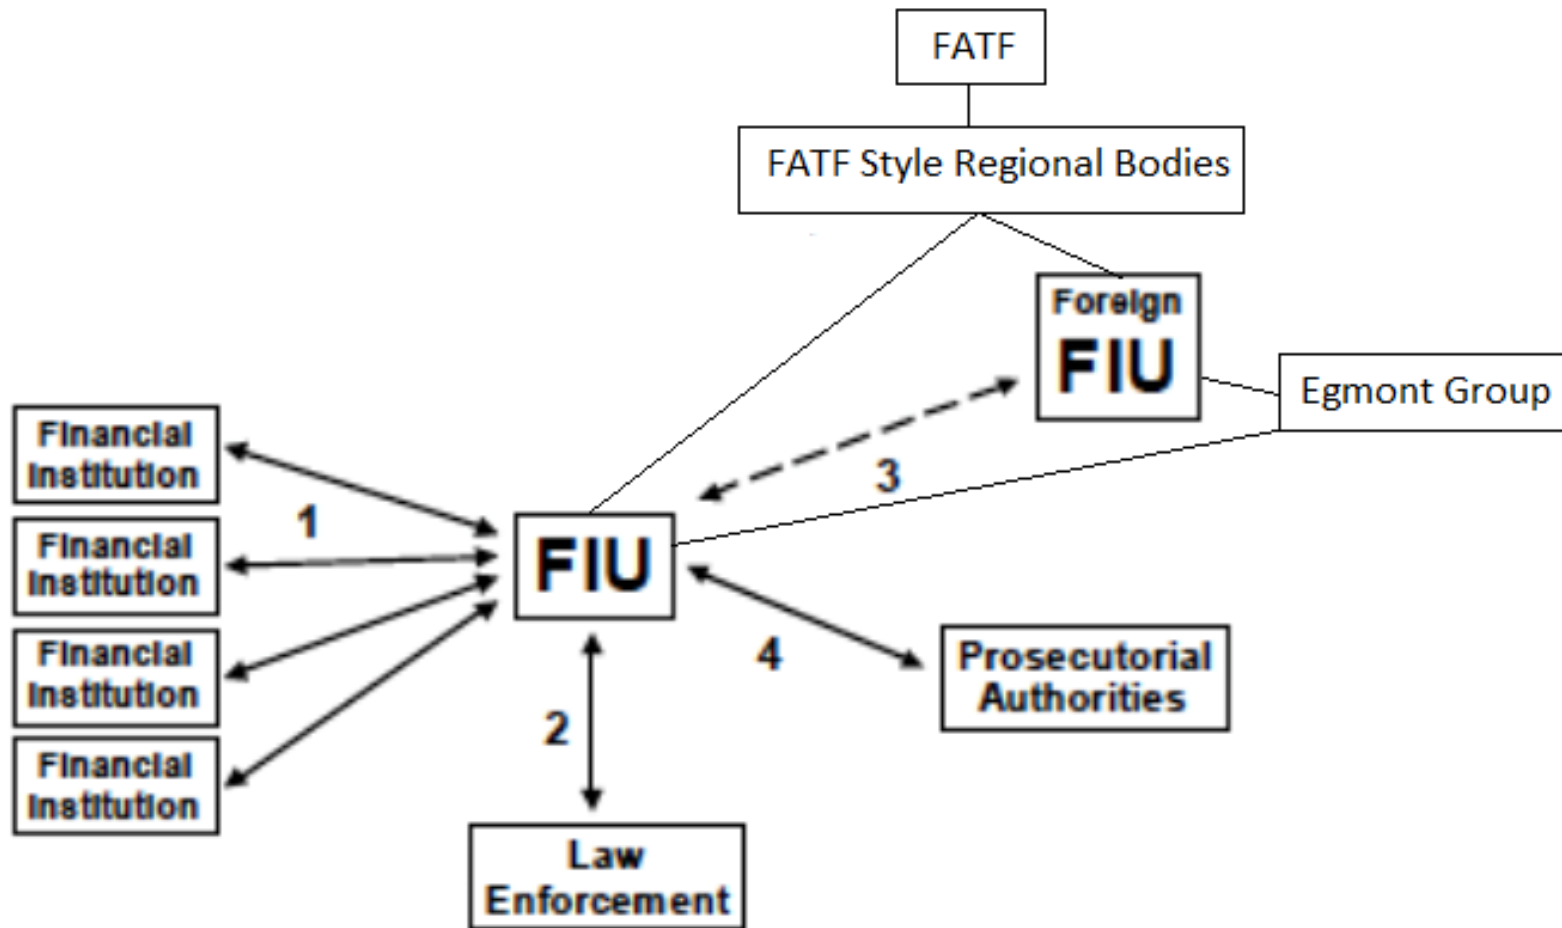 FATF
FATF Style Regional Bodies
Foreign
FIU
Egmont Group
3
Financial
Institution
1
Financial
Institution
Financial
Institution
Financial
Institution
FIU
4
Prosecutorial
Authorities
2
Law
Enforcement